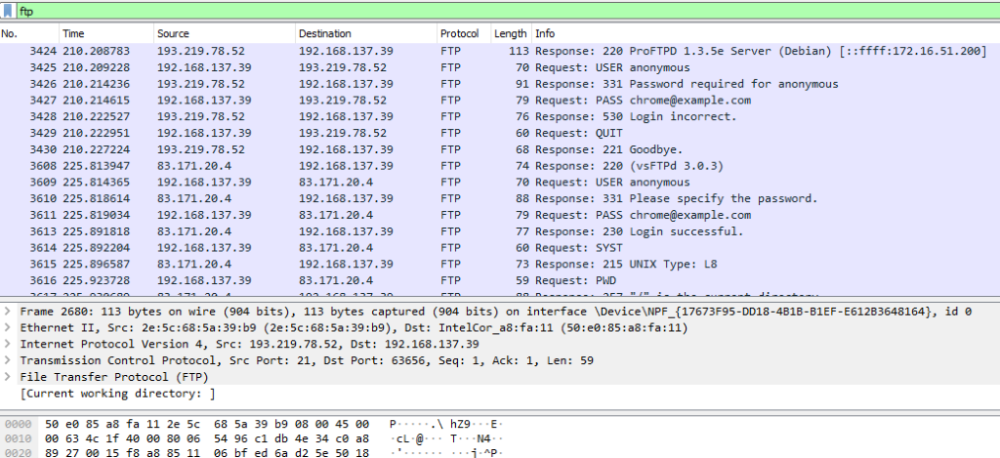 ftp
No. Time Source Destination Protocol Length Info
3424 210.208783 193.219.78.52 192.168.137.39 FTP 113 Response: 220 ProFTPD 1.3.5e Server (Debian) [::ffff:172.16.51.200]
3425 210.209228 192.168.137.39 193.219.78.52 FTP 70 Request: USER anonymous
3426 210.214236 193.219.78.52 192.168.137.39 FTP 91 Response: 331 Password required for anonymous
3427 210.214615 192.168.137.39 193.219.78.52 FTP 79 Request: PASS chrome@example.com
3428 210.222527 193.219.78.52 192.168.137.39 FTP 76 Response: 530 Login incorrect.
3429 210.222951 192.168.137.39 193.219.78.52 FTP 60 Request: QUIT
3430 210.227224 193.219.78.52 192.168.137.39 FTP 68 Response: 221 Goodbye.
3608 225.813947 83.171.20.4 192.168.137.39 FTP 74 Response: 220 (vsFTPd 3.0.3)
3609 225.814365 192.168.137.39 83.171.20.4 FTP 70 Request: USER anonymous
3610 225.818614 83.171.20.4 192.168.137.39 FTP 88 Response: 331 Please specify the password.
3611 225.819034 192.168.137.39 83.171.20.4 FTP 79 Request: PASS chrome@example.com
3613 225.891818 83.171.20.4 192.168.137.39 FTP 77 Response: 230 Login successful.
3614 225.892204 192.168.137.39 83.171.20.4 FTP 60 Request: SYST
3615 225.896587 83.171.20.4 192.168.137.39 FTP 73 Response: 215 UNIX Type: L8
3616 225.923728 192.168.137.39 83.171.20.4 FTP 59 Request: PWD
Frame 2680: 113 bytes on wire (904 bits), 113 bytes captured (904 bits) on interface \Device\NPF_{17673F95-DD18-4B1B-B1EF-E612B3648164}, id 0
Ethernet II, Src: 2e:5c:68:5a:39:b9 (2e:5c:68:5a:39:b9), Dst: IntelCor_a8:fa:11 (50:e0:85:a8:fa:11)
Internet Protocol Version 4, Src: 193.219.78.52, Dst: 192.168.137.39
Transmission Control Protocol, Src Port: 21, Dst Port: 63656, Seq: 1, Ack: 1, Len: 59
File Transfer Protocol (FTP)
[Current working directory: ]
0000 50 e0 85 a8 fa 11 2e 5c 68 5a 39 b9 08 00 45 00 P·····.\ hZ9···E·
0010 00 63 4c 1f 40 00 80 06 54 96 c1 db 4e 34 c0 a8 ·cL·@··· T···N4··
0020 89 27 00 15 f8 a8 85 11 06 bf ed 6a d2 5e 50 18 ·'······ ···j·^P·